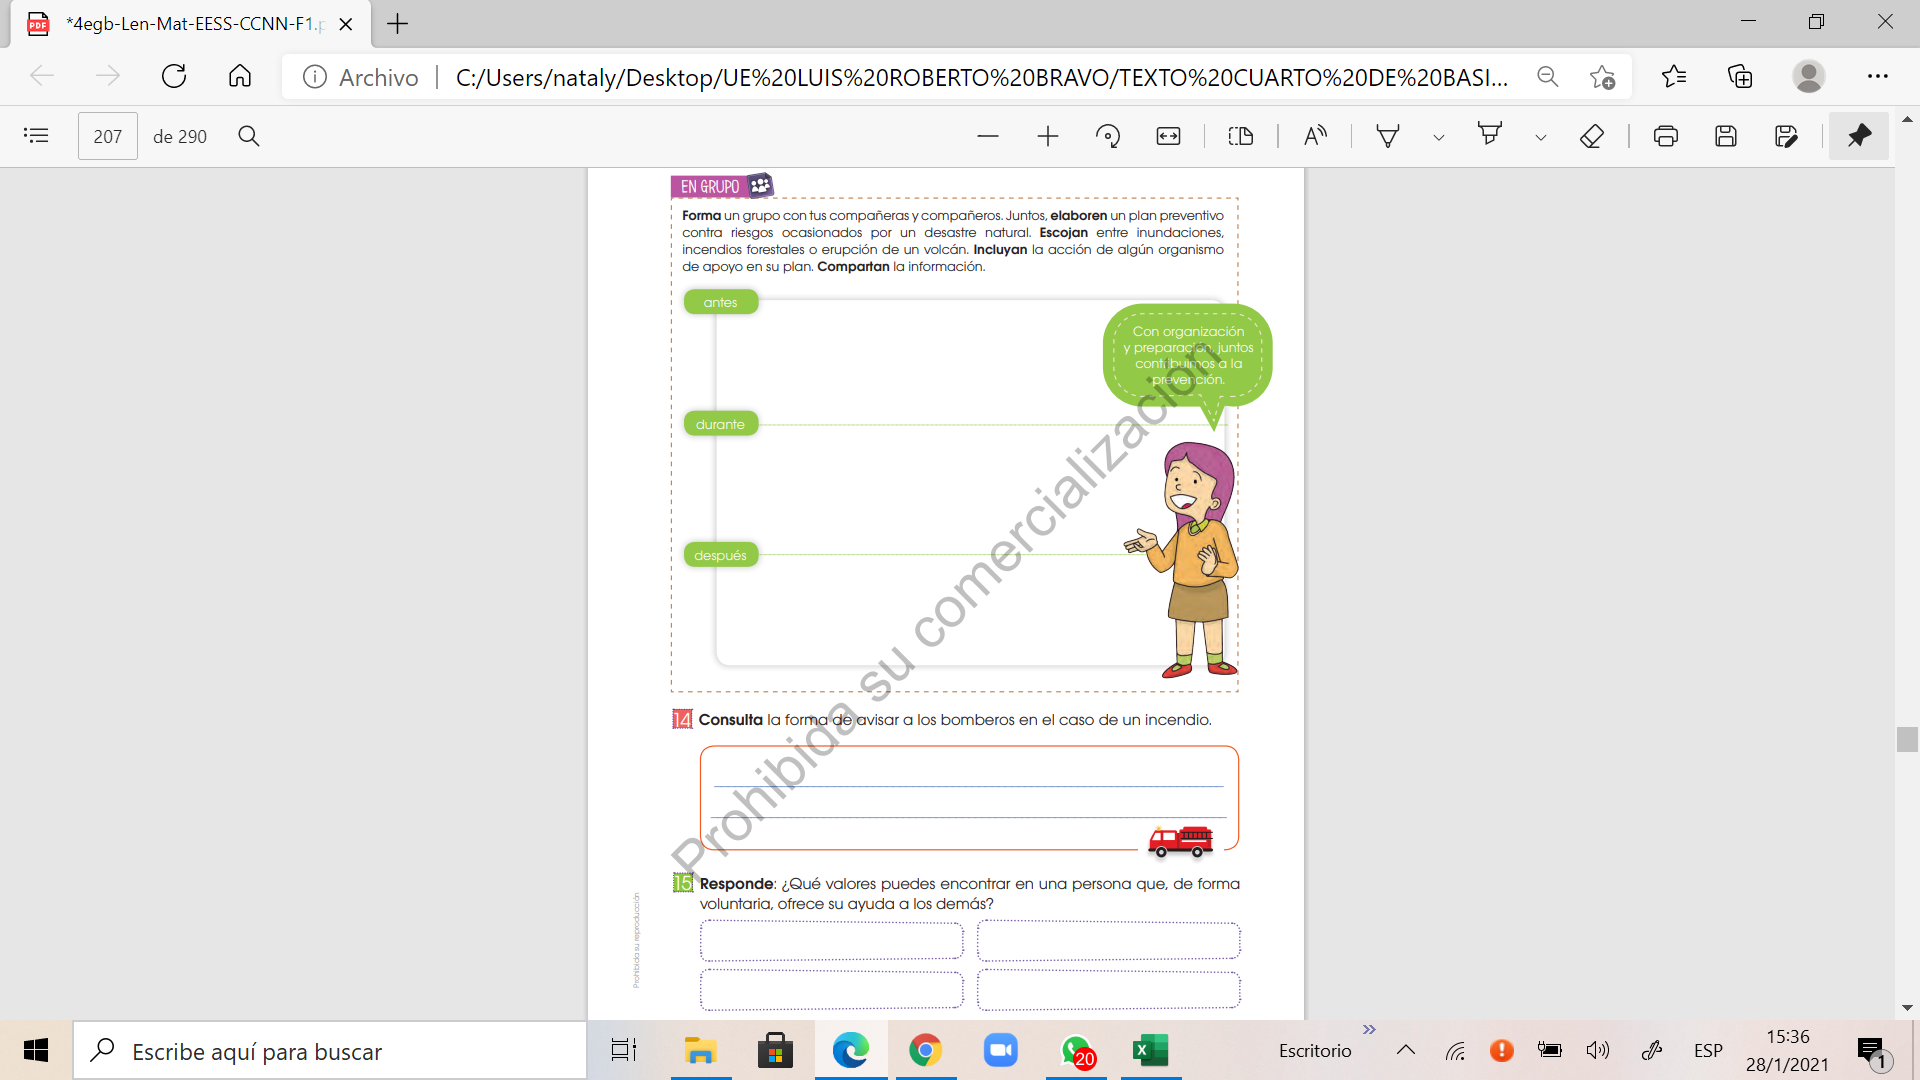 *4egb-Len-Mat-EESS-CCNN-F1.p
Archivo
C:/Users/nataly/Desktop/UE%20LUIS%20ROBERTO%20BRAVO/TEXTO%20CUARTO%20DE%20BASI...
207
de 290
EN GRUPO
Forma un grupo con tus compañeras y compañeros. Juntos, elaboren un plan preventivo
contra riesgos ocasionados por un desastre natural. Escojan entre inundaciones,
incendios forestales o erupción de un volcán. Incluyan la acción de algún organismo
de apoyo en su plan. Compartan la información.
antes
Con organización
y preparación, juntos
contribuimos a la
prevención.
durante
después
Prohibida su comercialización
14 Consulta la forma de avisar a los bomberos en el caso de un incendio.
15 Responde: ¿Qué valores puedes encontrar en una persona que, de forma
voluntaria, ofrece su ayuda a los demás?
Prohibida su reproducción
Escribe aquí para buscar
20
Escritorio
ESP
15:36
28/1/2021
1